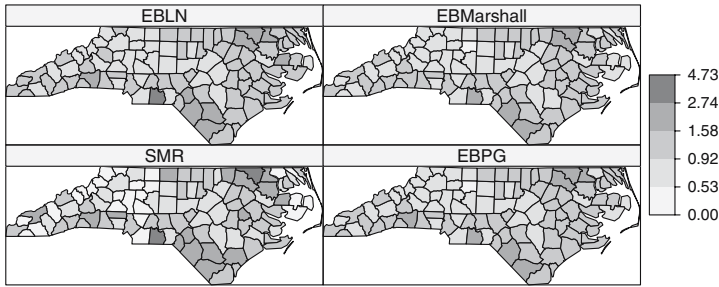 EBLN
EBMarshall
SMR
EBPG
4.73
2.74
1.58
0.92
0.53
0.00